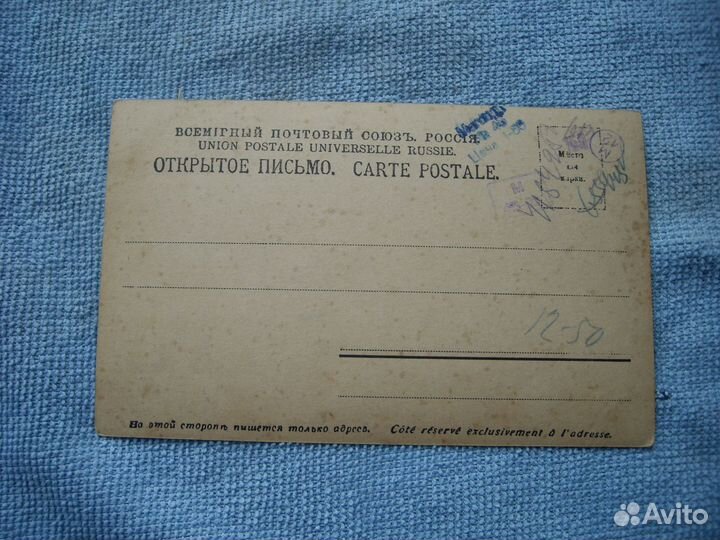 ВСЕМІРНЫЙ ПОЧТОВЫЙ СОЮЗЪ. РОССІЯ.
UNION POSTALE UNIVERSELLE RUSSIE.
ОТКРЫТОЕ ПИСЬМО. CARTE POSTALE.
Мѣсто
для
марки.
Цена
12-50
На этой сторонѣ пишется только адресъ. Côté réservé exclusivement à l'adresse.
Avito